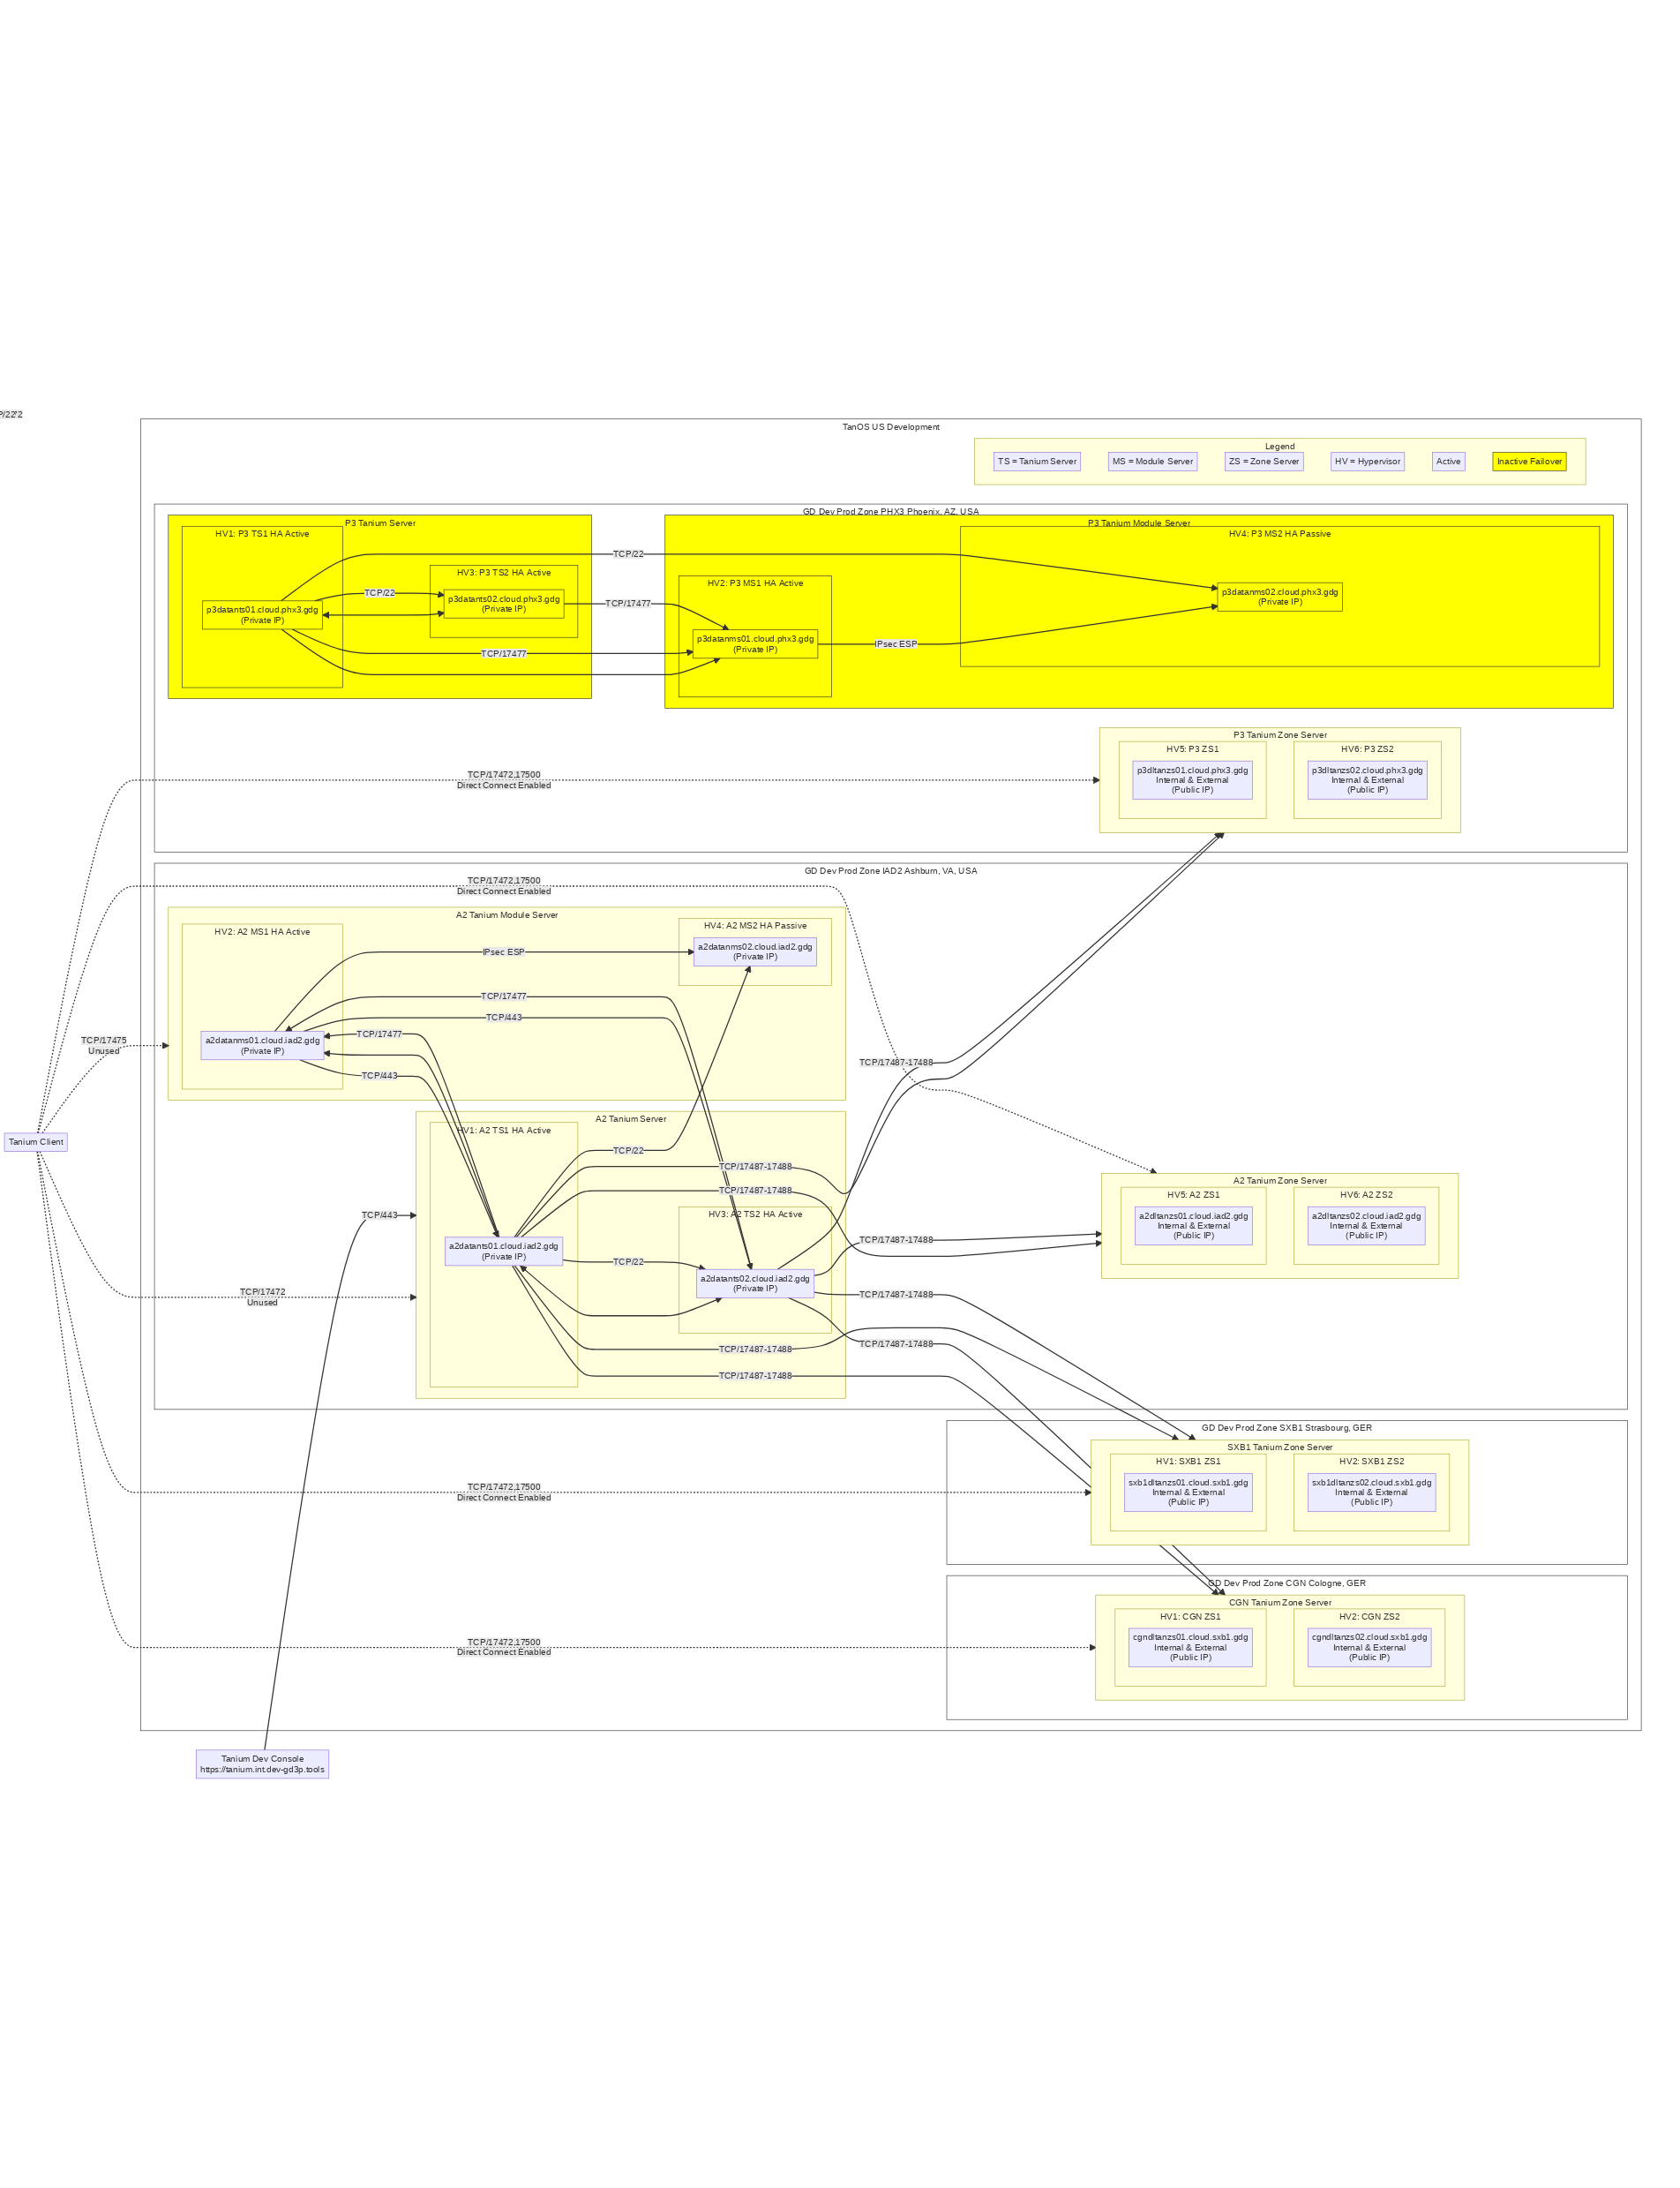 P/22'2
TanOS US Development
Legend
TS = Tanium Server
MS = Module Server
ZS = Zone Server
HV = Hypervisor
Active
Inactive Failover
GD Dev Prod Zone PHX3 Phoenix, AZ, USA
P3 Tanium Server
HV1: P3 TS1 HA Active
p3datants01.cloud.phx3.gdg
(Private IP)
TCP/22
HV3: P3 TS2 HA Active
p3datants02.cloud.phx3.gdg
(Private IP)
TCP/22
TCP/17477
TCP/17477
P3 Tanium Module Server
HV2: P3 MS1 HA Active
p3datanms01.cloud.phx3.gdg
(Private IP)
IPsec ESP
HV4: P3 MS2 HA Passive
p3datanms02.cloud.phx3.gdg
(Private IP)
P3 Tanium Zone Server
HV5: P3 ZS1
p3dltanzs01.cloud.phx3.gdg
Internal & External
(Public IP)
HV6: P3 ZS2
p3dltanzs02.cloud.phx3.gdg
Internal & External
(Public IP)
TCP/17472,17500
Direct Connect Enabled
GD Dev Prod Zone IAD2 Ashburn, VA, USA
TCP/17472,17500
Direct Connect Enabled
A2 Tanium Module Server
HV2: A2 MS1 HA Active
a2datanms01.cloud.iad2.gdg
(Private IP)
IPsec ESP
HV4: A2 MS2 HA Passive
a2datanms02.cloud.iad2.gdg
(Private IP)
TCP/17477
TCP/443
TCP/17477
TCP/443
TCP/17475
Unused
Tanium Client
TCP/17487-17488
A2 Tanium Server
HV1: A2 TS1 HA Active
a2datants01.cloud.iad2.gdg
(Private IP)
TCP/22
TCP/17487-17488
TCP/17487-17488
HV3: A2 TS2 HA Active
a2datants02.cloud.iad2.gdg
(Private IP)
TCP/22
TCP/17487-17488
TCP/17487-17488
TCP/17487-17488
TCP/17487-17488
TCP/17487-17488
TCP/443
TCP/17472
Unused
A2 Tanium Zone Server
HV5: A2 ZS1
a2dltanzs01.cloud.iad2.gdg
Internal & External
(Public IP)
HV6: A2 ZS2
a2dltanzs02.cloud.iad2.gdg
Internal & External
(Public IP)
GD Dev Prod Zone SXB1 Strasbourg, GER
SXB1 Tanium Zone Server
HV1: SXB1 ZS1
sxb1dltanzs01.cloud.sxb1.gdg
Internal & External
(Public IP)
HV2: SXB1 ZS2
sxb1dltanzs02.cloud.sxb1.gdg
Internal & External
(Public IP)
TCP/17472,17500
Direct Connect Enabled
GD Dev Prod Zone CGN Cologne, GER
CGN Tanium Zone Server
HV1: CGN ZS1
cgndltanzs01.cloud.sxb1.gdg
Internal & External
(Public IP)
HV2: CGN ZS2
cgndltanzs02.cloud.sxb1.gdg
Internal & External
(Public IP)
TCP/17472,17500
Direct Connect Enabled
Tanium Dev Console
https://tanium.int.dev-gd3p.tools